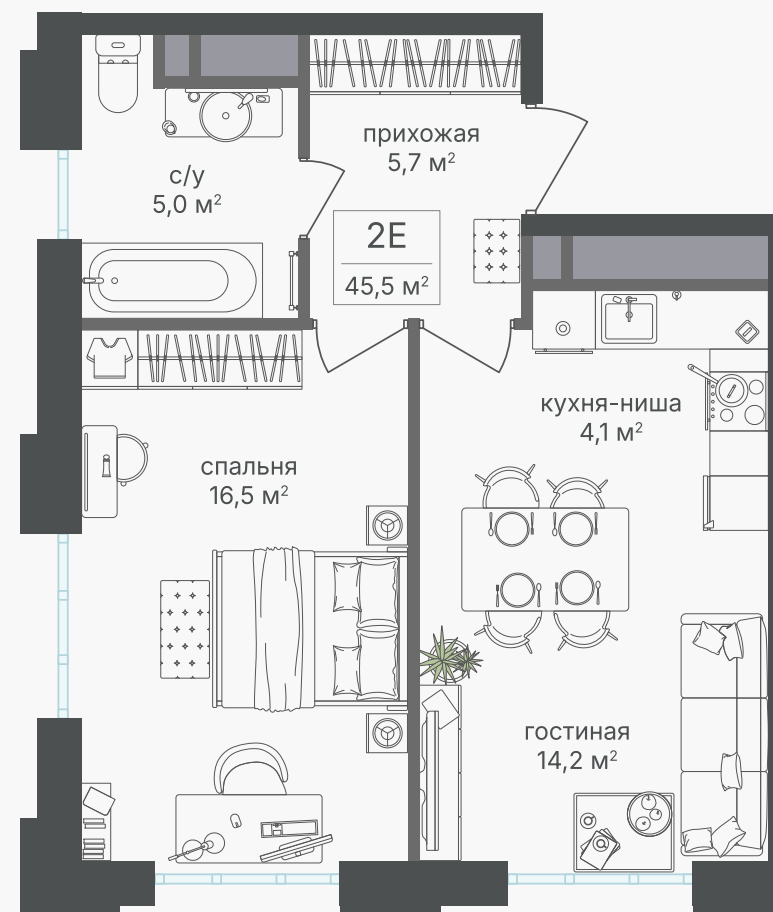 прихожая
5,7 м²
с/у
5,0 м²
2Е
45,5 м²
кухня-ниша
4,1 м²
спальня
16,5 м²
гостиная
14,2 м²